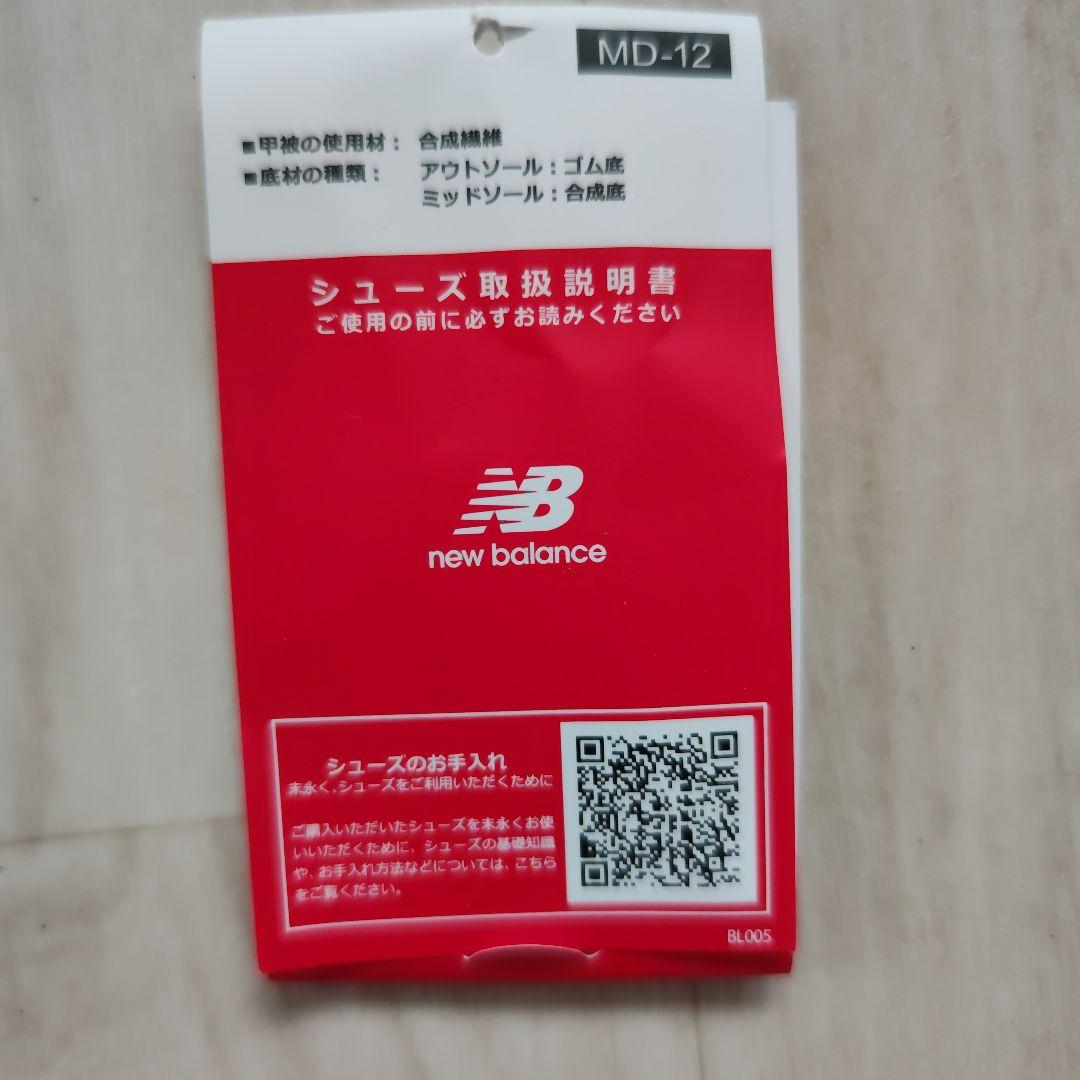 MD-12
■甲被の使用材： 合成繊維
■底材の種類： アウトソール：ゴム底
ミッドソール：合成底
シューズ取扱説明書
ご使用の前に必ずお読みください
NB
new balance
シューズのお手入れ
末永く、シューズをご利用いただくために
ご購入いただいたシューズを末永くお使
いいただくために、シューズの基礎知識
や、お手入れ方法などについては、こちら
をご覧ください。
BL005